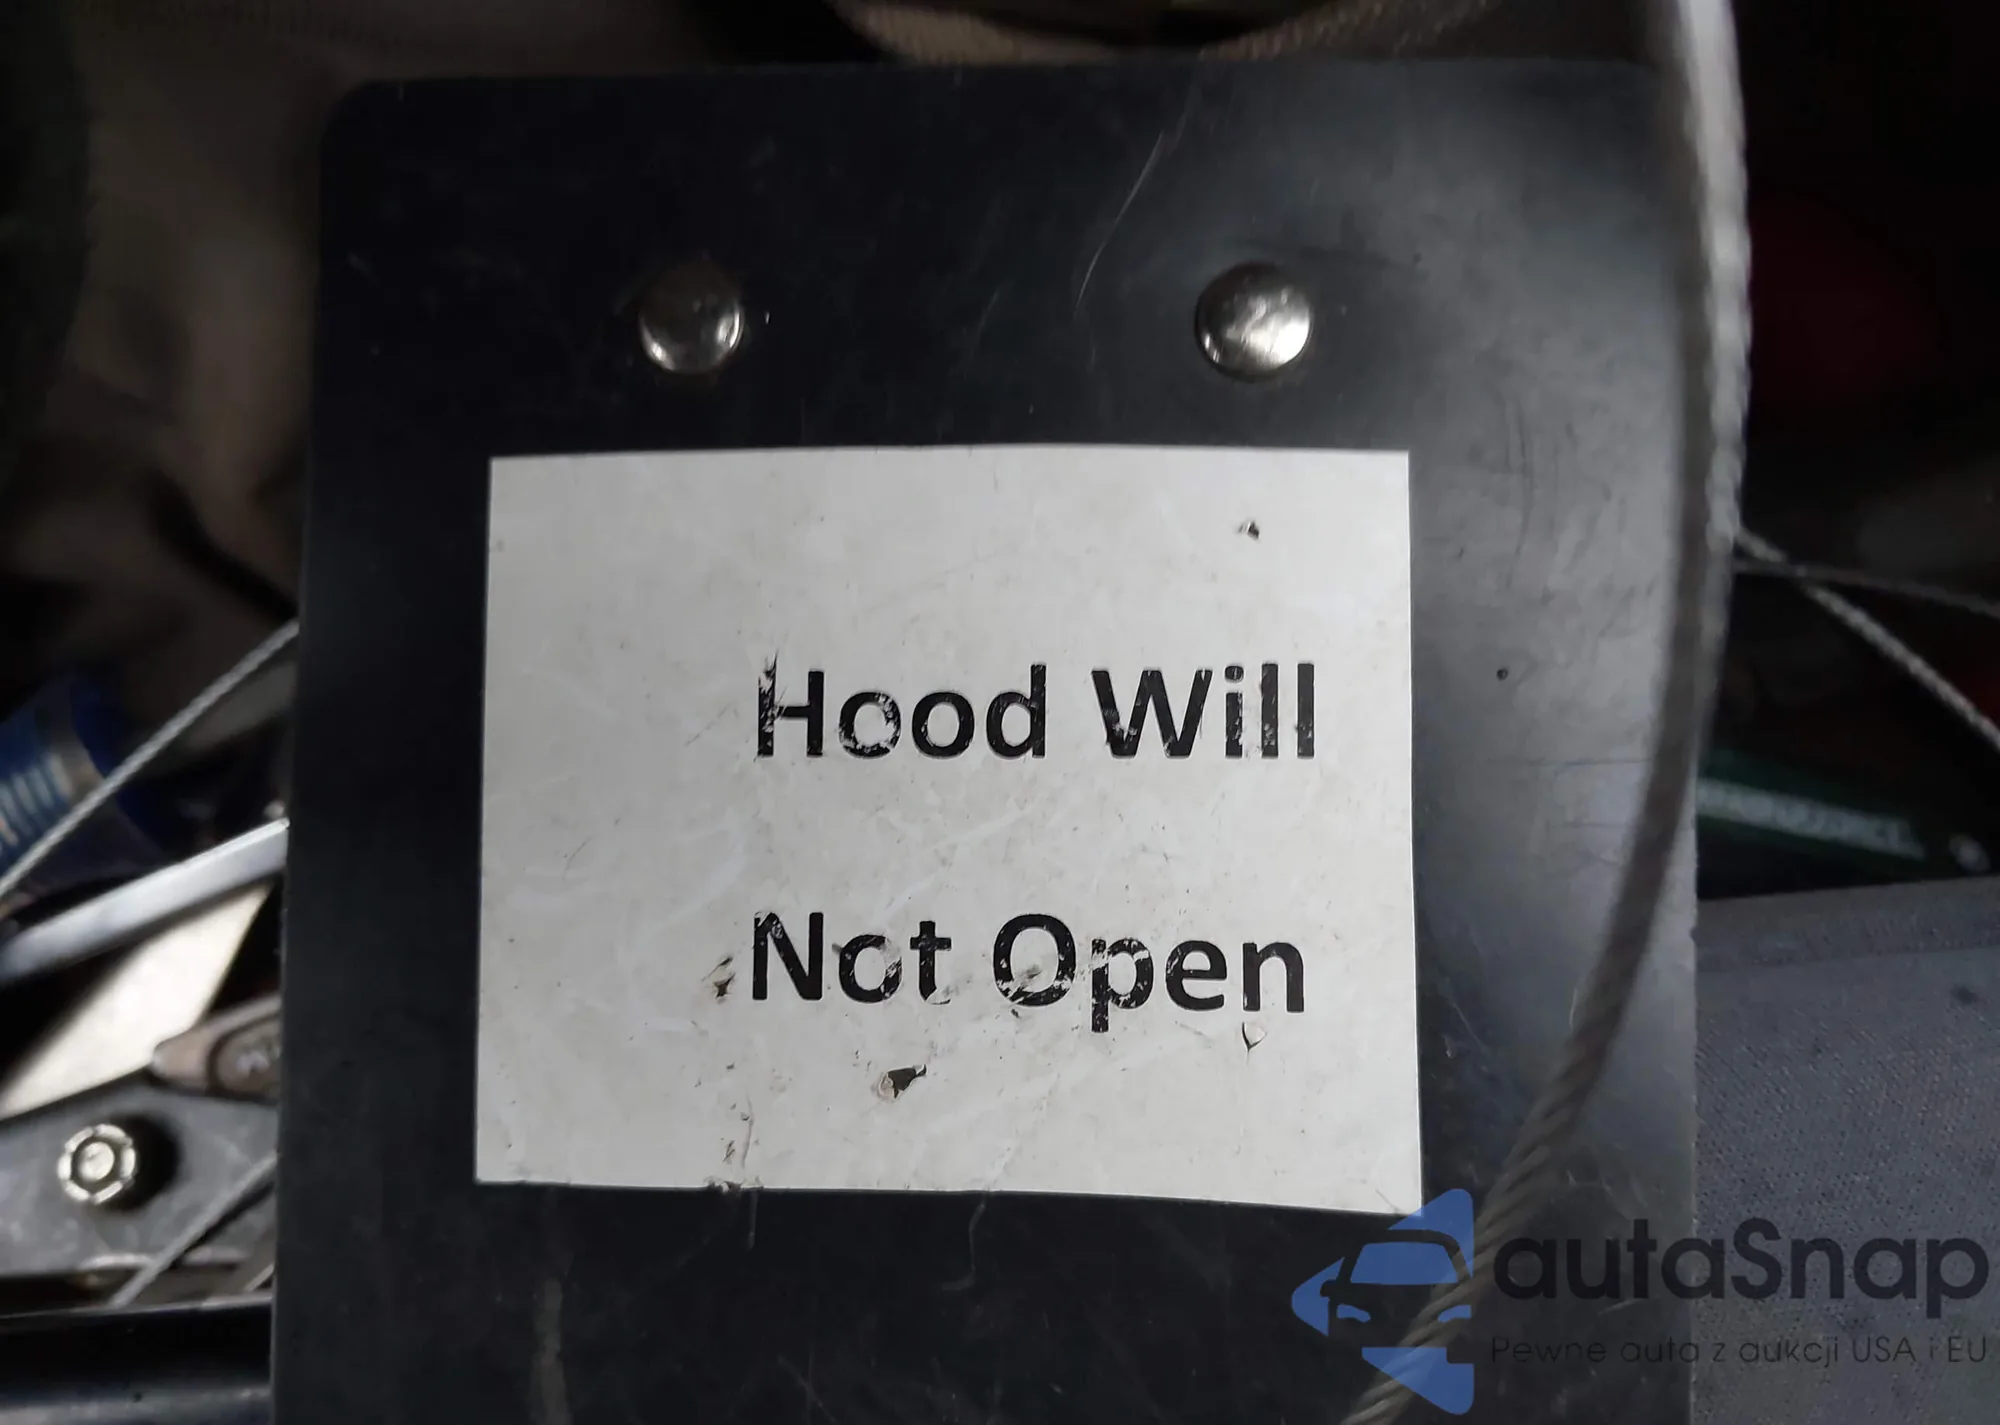 Hood Will
Not Open
autaSnap
Pewne auta z aukcji USA i EU